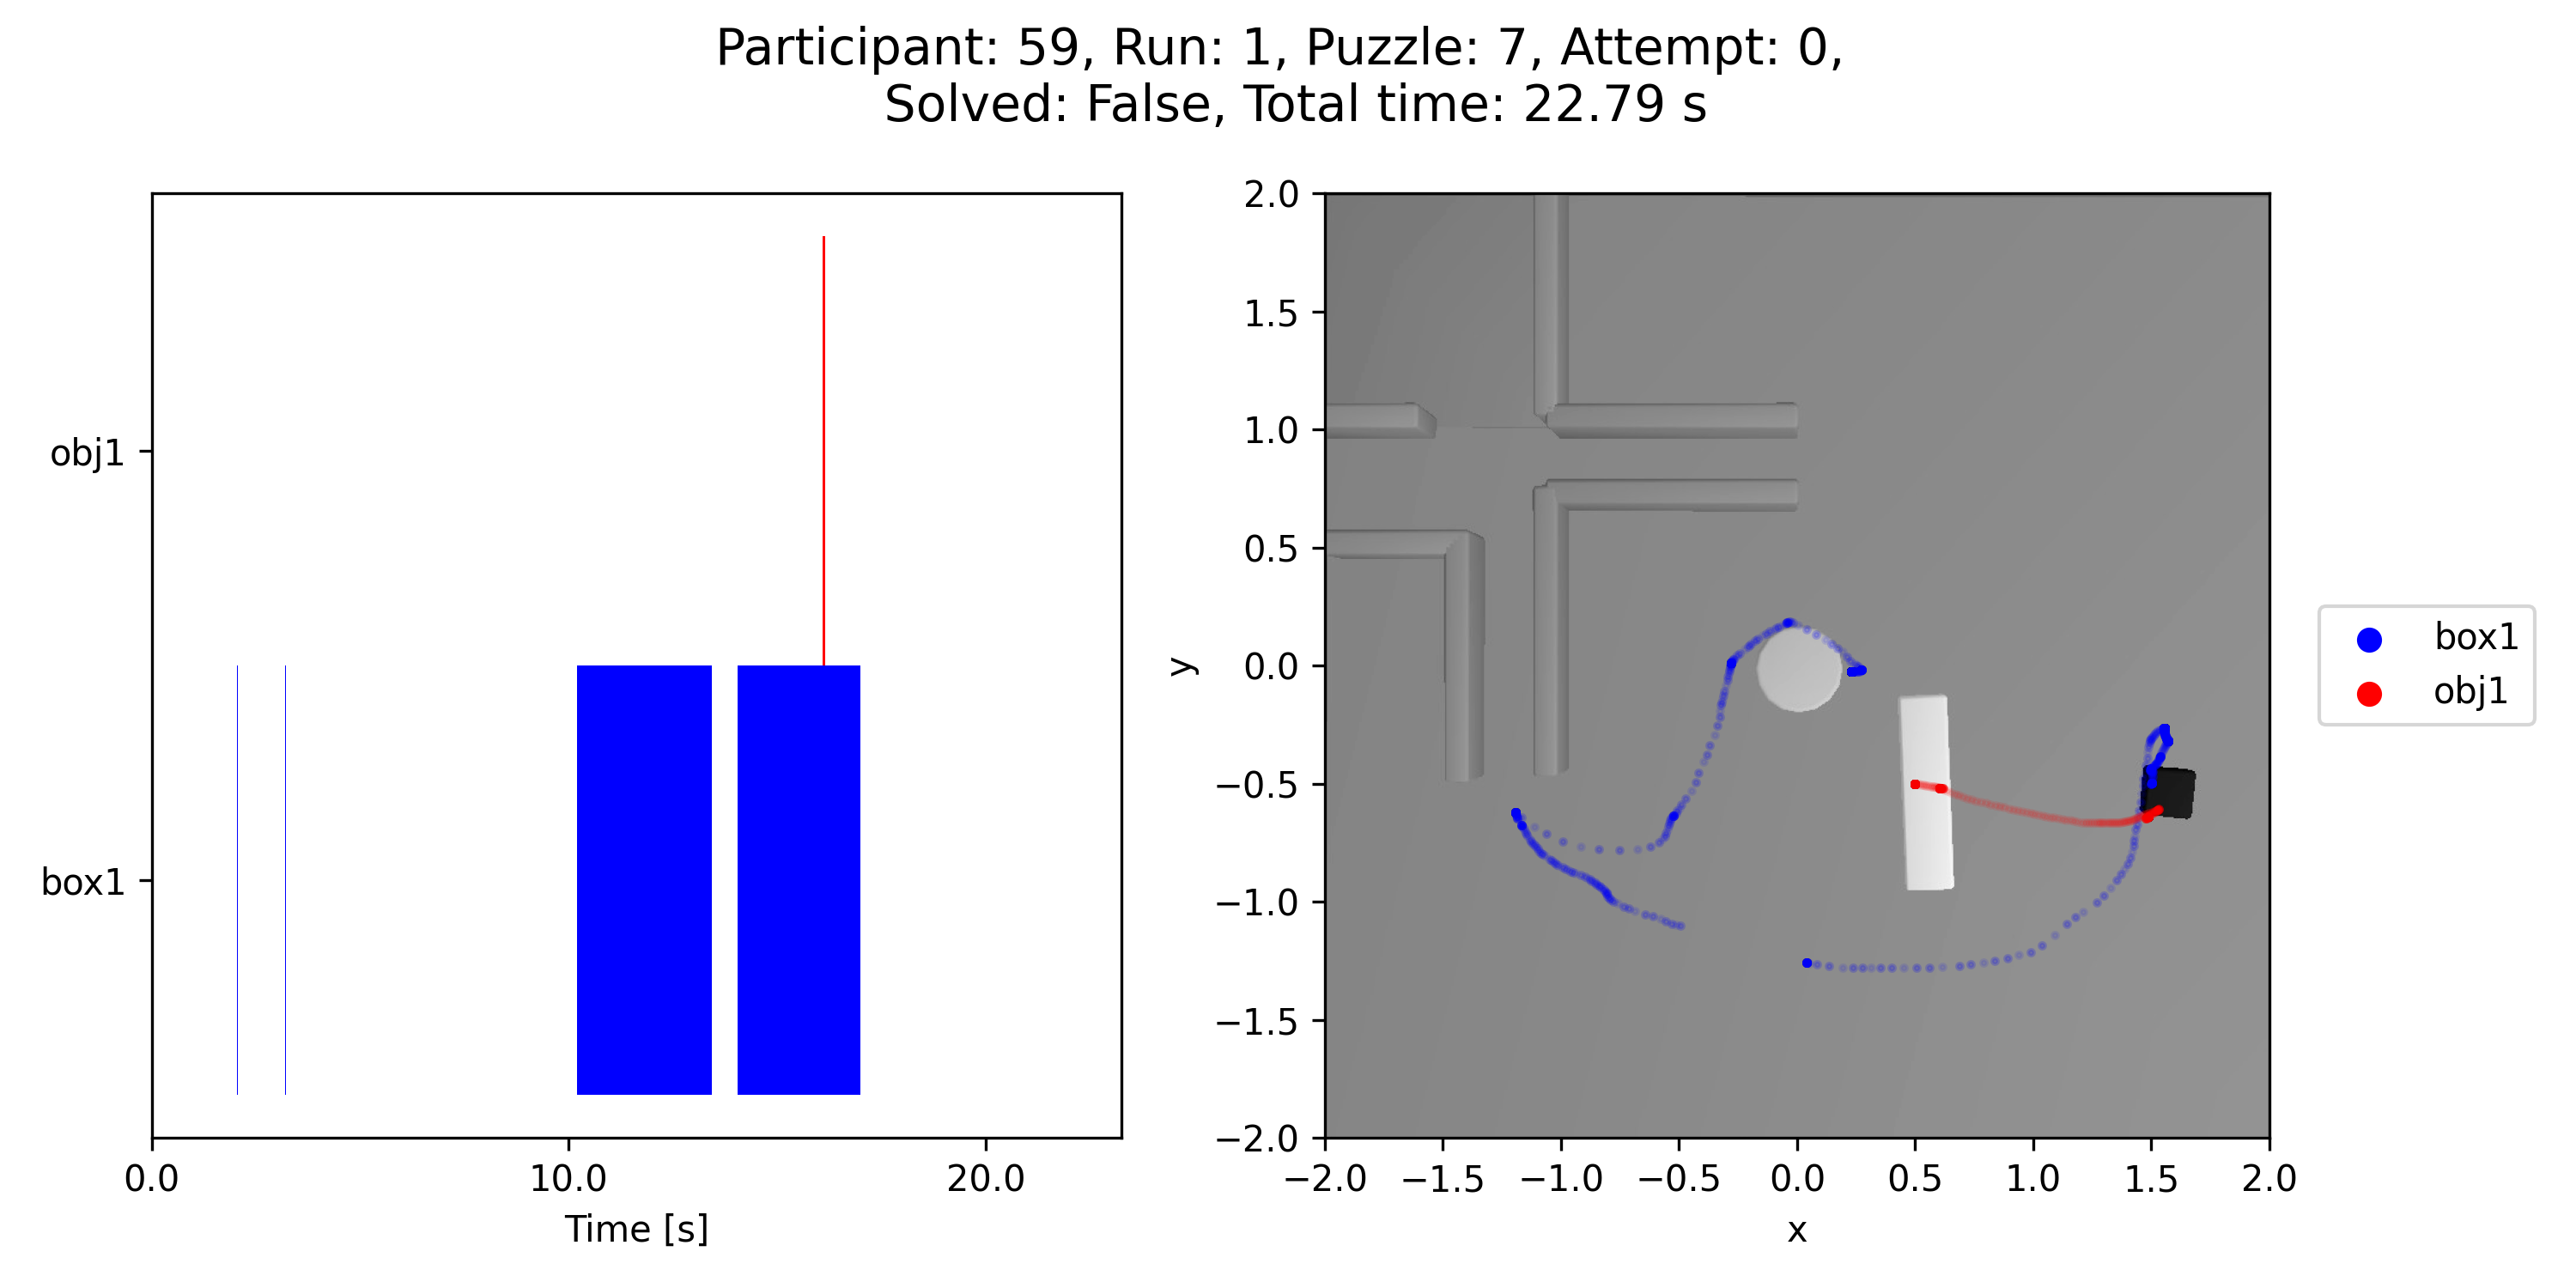 Participant: 59, Run: 1, Puzzle: 7, Attempt: 0,
Solved: False, Total time: 22.79 s
obj1
box1
0.0 10.0 20.0
Time [s]
2.0
1.5
1.0
0.5
0.0
−0.5
−1.0
−1.5
−2.0
y
−2.0 −1.5 −1.0 −0.5 0.0 0.5 1.0 1.5 2.0
x
box1
obj1